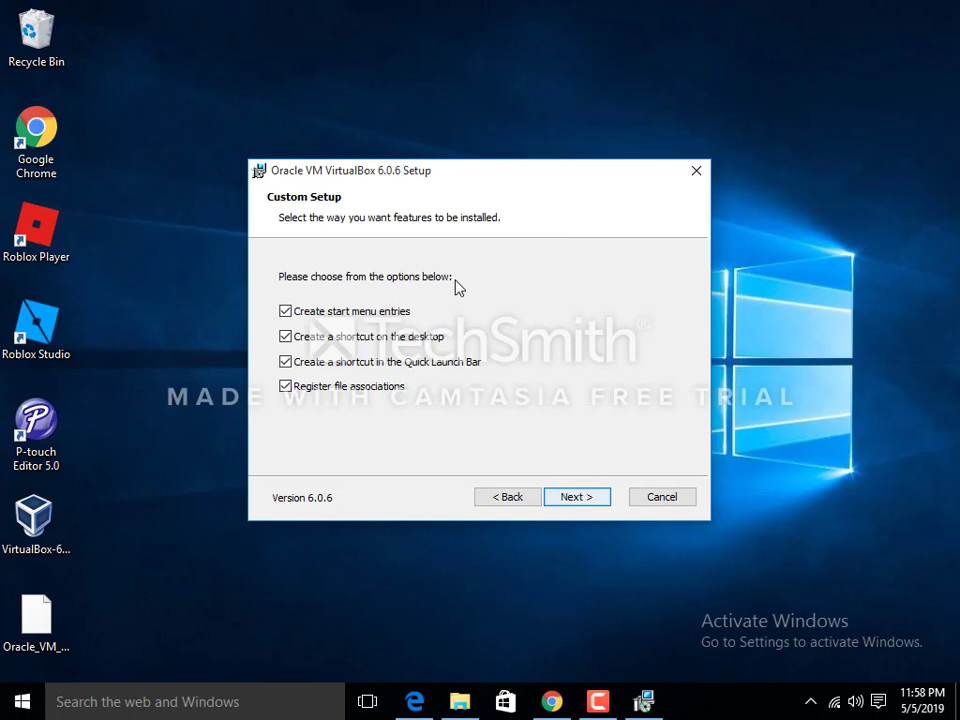 Recycle Bin
Google
Chrome
Roblox Player
Roblox Studio
P-touch
Editor 5.0
VirtualBox-6...
Oracle_VM_...
Oracle VM VirtualBox 6.0.6 Setup
Custom Setup
Select the way you want features to be installed.
Please choose from the options below:
Create start menu entries
Create a shortcut on the desktop
Create a shortcut in the Quick Launch Bar
Register file associations
TechSmith
MADE WITH CAMTASIA FREE TRIAL
Version 6.0.6
< Back
Next >
Cancel
Activate Windows
Go to Settings to activate Windows.
Search the web and Windows
11:58 PM
5/5/2019